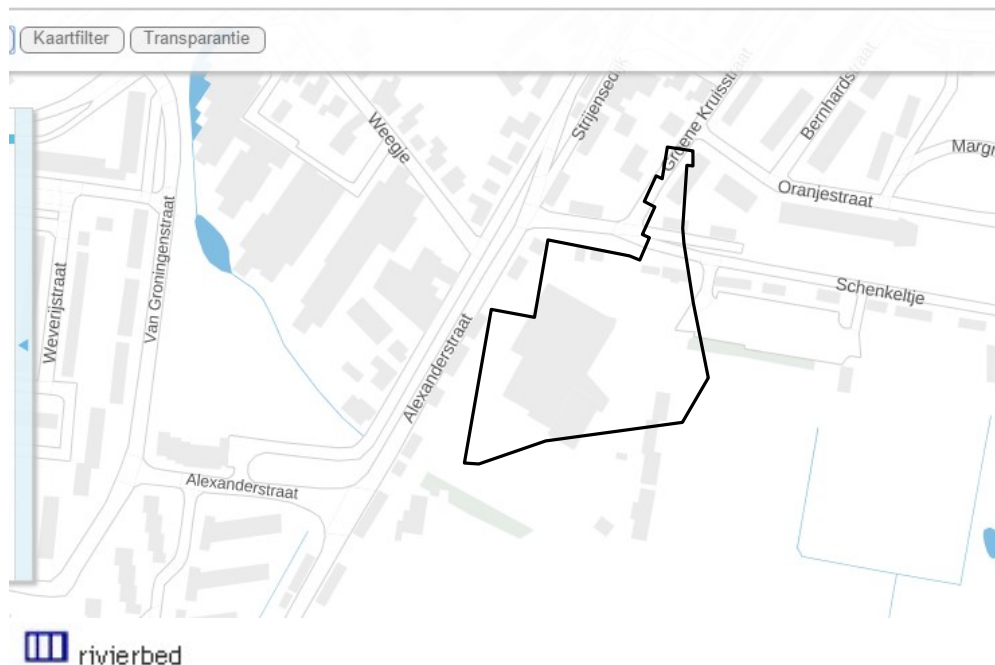 Kaartfilter Transparantie
Strijensedijk
Groene Kruisstraat
Bernhardstraat
Weegje
Margr
Oranjestraat
Van Groningenstraat
Weverijstraat
Schenkeltje
Alexanderstraat
Alexanderstraat
rivierbed